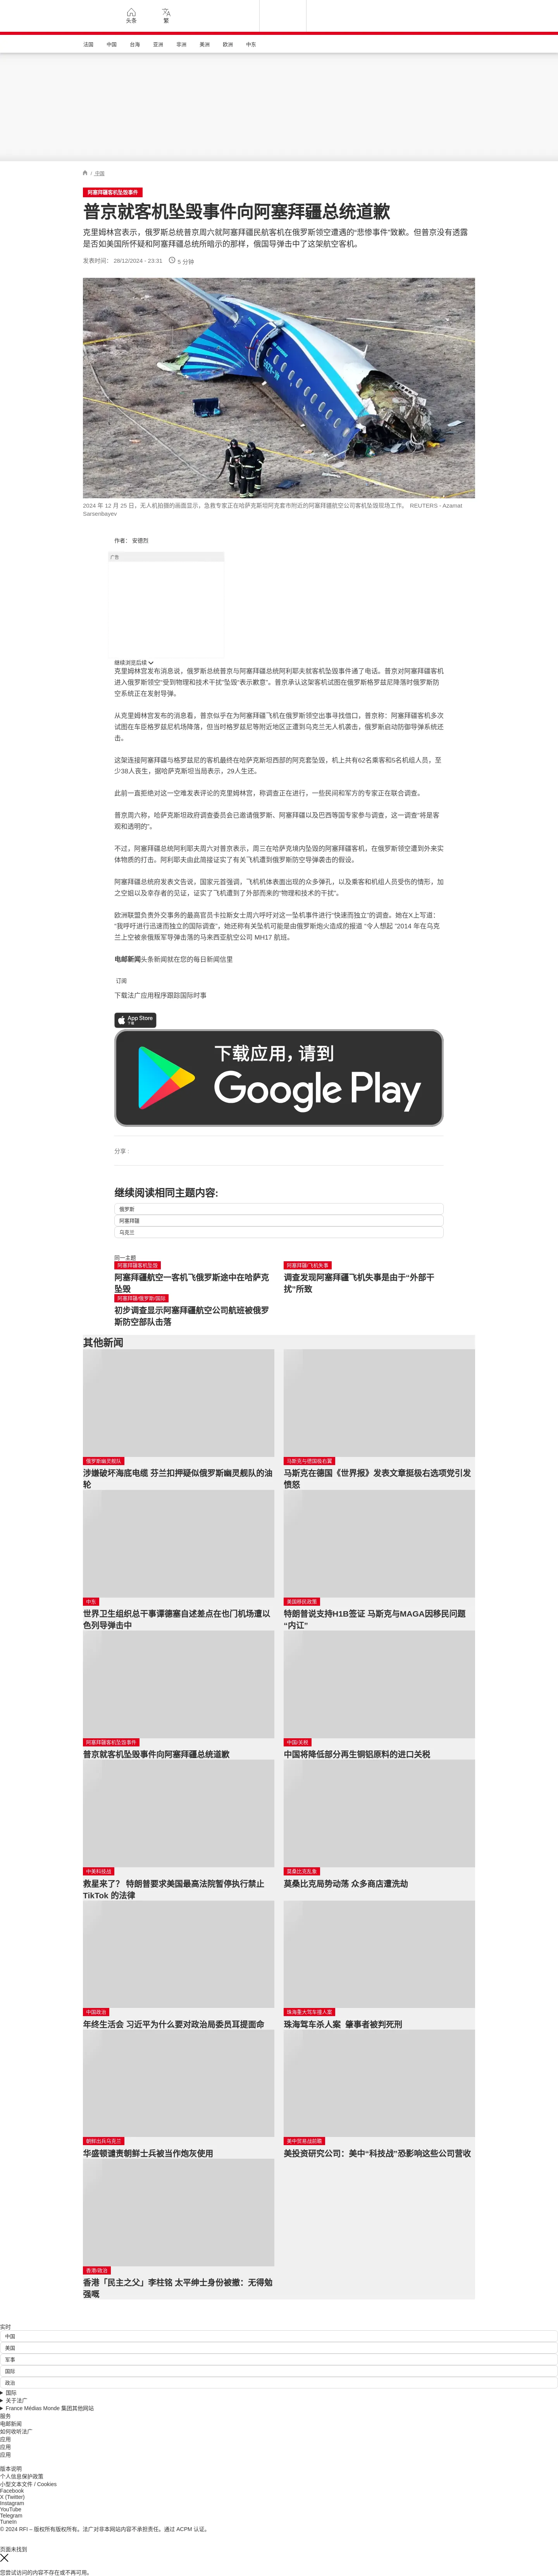 头条
繁
法国
中国
台海
亚洲
非洲
美洲
欧洲
中东
/ 法国
阿塞拜疆客机坠毁事件
普京就客机坠毁事件向阿塞拜疆总统道歉
克里姆林宫表示，俄罗斯总统普京周六就阿塞拜疆民航客机在俄罗斯领空遭遇的“悲惨事件”致歉。但普京没有透露
是否如美国所怀疑和阿塞拜疆总统所暗示的那样，俄国导弹击中了这架航空客机。
发表时间： 28/12/2024 - 23:31
5 分钟
2024 年 12 月 25 日，无人机拍摄的画面显示，急救专家正在哈萨克斯坦阿克套市附近的阿塞拜疆航空公司客机坠毁现场工作。 REUTERS - Azamat
Sarsenbayev
作者： 安德烈
广告
继续浏览后续
克里姆林宫发布消息说，俄罗斯总统普京与阿塞拜疆总统阿利耶夫就客机坠毁事件通了电话。普京对阿塞拜疆客机
进入俄罗斯领空“受到物理和技术干扰”坠毁“表示歉意”。普京承认这架客机试图在俄罗斯格罗兹尼降落时俄罗斯防
空系统正在发射导弹。
从克里姆林宫发布的消息看，普京似乎在为阿塞拜疆飞机在俄罗斯领空出事寻找借口，普京称：阿塞拜疆客机多次
试图在车臣格罗兹尼机场降落，但当时格罗兹尼等附近地区正遭到乌克兰无人机袭击，俄罗斯启动防御导弹系统还
击。
这架连接阿塞拜疆与格罗兹尼的客机最终在哈萨克斯坦西部的阿克套坠毁，机上共有62名乘客和5名机组人员，至
少38人丧生，据哈萨克斯坦当局表示，29人生还。
此前一直拒绝对这一空难发表评论的克里姆林宫，称调查正在进行，一些民间和军方的专家正在联合调查。
普京周六称，哈萨克斯坦政府调查委员会已邀请俄罗斯、阿塞拜疆以及巴西等国专家参与调查，这一调查“将是客
观和透明的”。
不过，阿塞拜疆总统阿利耶夫周六对普京表示，周三在哈萨克境内坠毁的阿塞拜疆客机，在俄罗斯领空遭到外来实
体物质的打击。阿利耶夫由此简接证实了有关飞机遭到俄罗斯防空导弹袭击的假设。
阿塞拜疆总统府发表文告说，国家元首强调，飞机机体表面出现的众多弹孔，以及乘客和机组人员受伤的情形，加
之空姐以及幸存者的见证，证实了飞机遭到了外部而来的“物理和技术的干扰”。
欧洲联盟负责外交事务的最高官员卡拉斯女士周六呼吁对这一坠机事件进行“快速而独立”的调查。她在X上写道：
“我呼吁进行迅速而独立的国际调查”，她还称有关坠机可能是由俄罗斯炮火造成的报道 “令人想起 ”2014 年在乌克
兰上空被亲俄叛军导弹击落的马来西亚航空公司 MH17 航班。
电邮新闻头条新闻就在您的每日新闻信里
订阅
下载法广应用程序跟踪国际时事
App Store
下载
下载应用，请到
Google Play
分享 :
继续阅读相同主题内容:
俄罗斯
阿塞拜疆
乌克兰
同一主题
阿塞拜疆客机坠毁
阿塞拜疆航空一客机飞俄罗斯途中在哈萨克
坠毁
阿塞拜疆/飞机失事
调查发现阿塞拜疆飞机失事是由于“外部干
扰”所致
阿塞拜疆/俄罗斯/国际
初步调查显示阿塞拜疆航空公司航班被俄罗
斯防空部队击落
其他新闻
俄罗斯幽灵舰队
涉嫌破坏海底电缆 芬兰扣押疑似俄罗斯幽灵舰队的油
轮
马斯克与德国极右翼
马斯克在德国《世界报》发表文章挺极右选项党引发
愤怒
中东
世界卫生组织总干事谭德塞自述差点在也门机场遭以
色列导弹击中
美国移民政策
特朗普说支持H1B签证 马斯克与MAGA因移民问题
“内讧”
阿塞拜疆客机坠毁事件
普京就客机坠毁事件向阿塞拜疆总统道歉
中国/关税
中国将降低部分再生铜铝原料的进口关税
中美科技战
救星来了？ 特朗普要求美国最高法院暂停执行禁止
TikTok 的法律
莫桑比克乱象
莫桑比克局势动荡 众多商店遭洗劫
中国政治
年终生活会 习近平为什么要对政治局委员耳提面命
珠海重大驾车撞人案
珠海驾车杀人案 肇事者被判死刑
朝鲜出兵乌克兰
华盛顿谴责朝鲜士兵被当作炮灰使用
美中贸易战前瞻
美投资研究公司：美中“科技战”恐影响这些公司营收
香港/政治
香港「民主之父」李柱铭 太平绅士身份被撤：无得勉
强嘅
实时
中国
美国
军事
国际
政治
国际
关于法广
France Médias Monde 集团其他网站
服务
电邮新闻
如何收听法广
应用
应用
应用
版本说明
个人信息保护政策
小型文本文件 / Cookies
Facebook
X (Twitter)
Instagram
YouTube
Telegram
TuneIn
© 2024 RFI – 版权所有版权所有。法广对非本网站内容不承担责任。通过 ACPM 认证。
页面未找到
您尝试访问的内容不存在或不再可用。